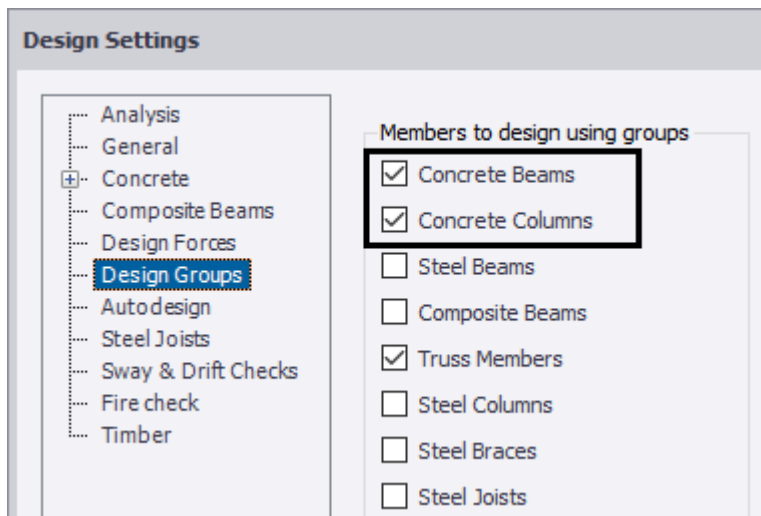 Design Settings
Analysis
General
Concrete
Composite Beams
Design Forces
Design Groups
Autodesign
Steel Joists
Sway & Drift Checks
Fire check
Timber
Members to design using groups
Concrete Beams
Concrete Columns
Steel Beams
Composite Beams
Truss Members
Steel Columns
Steel Braces
Steel Joists